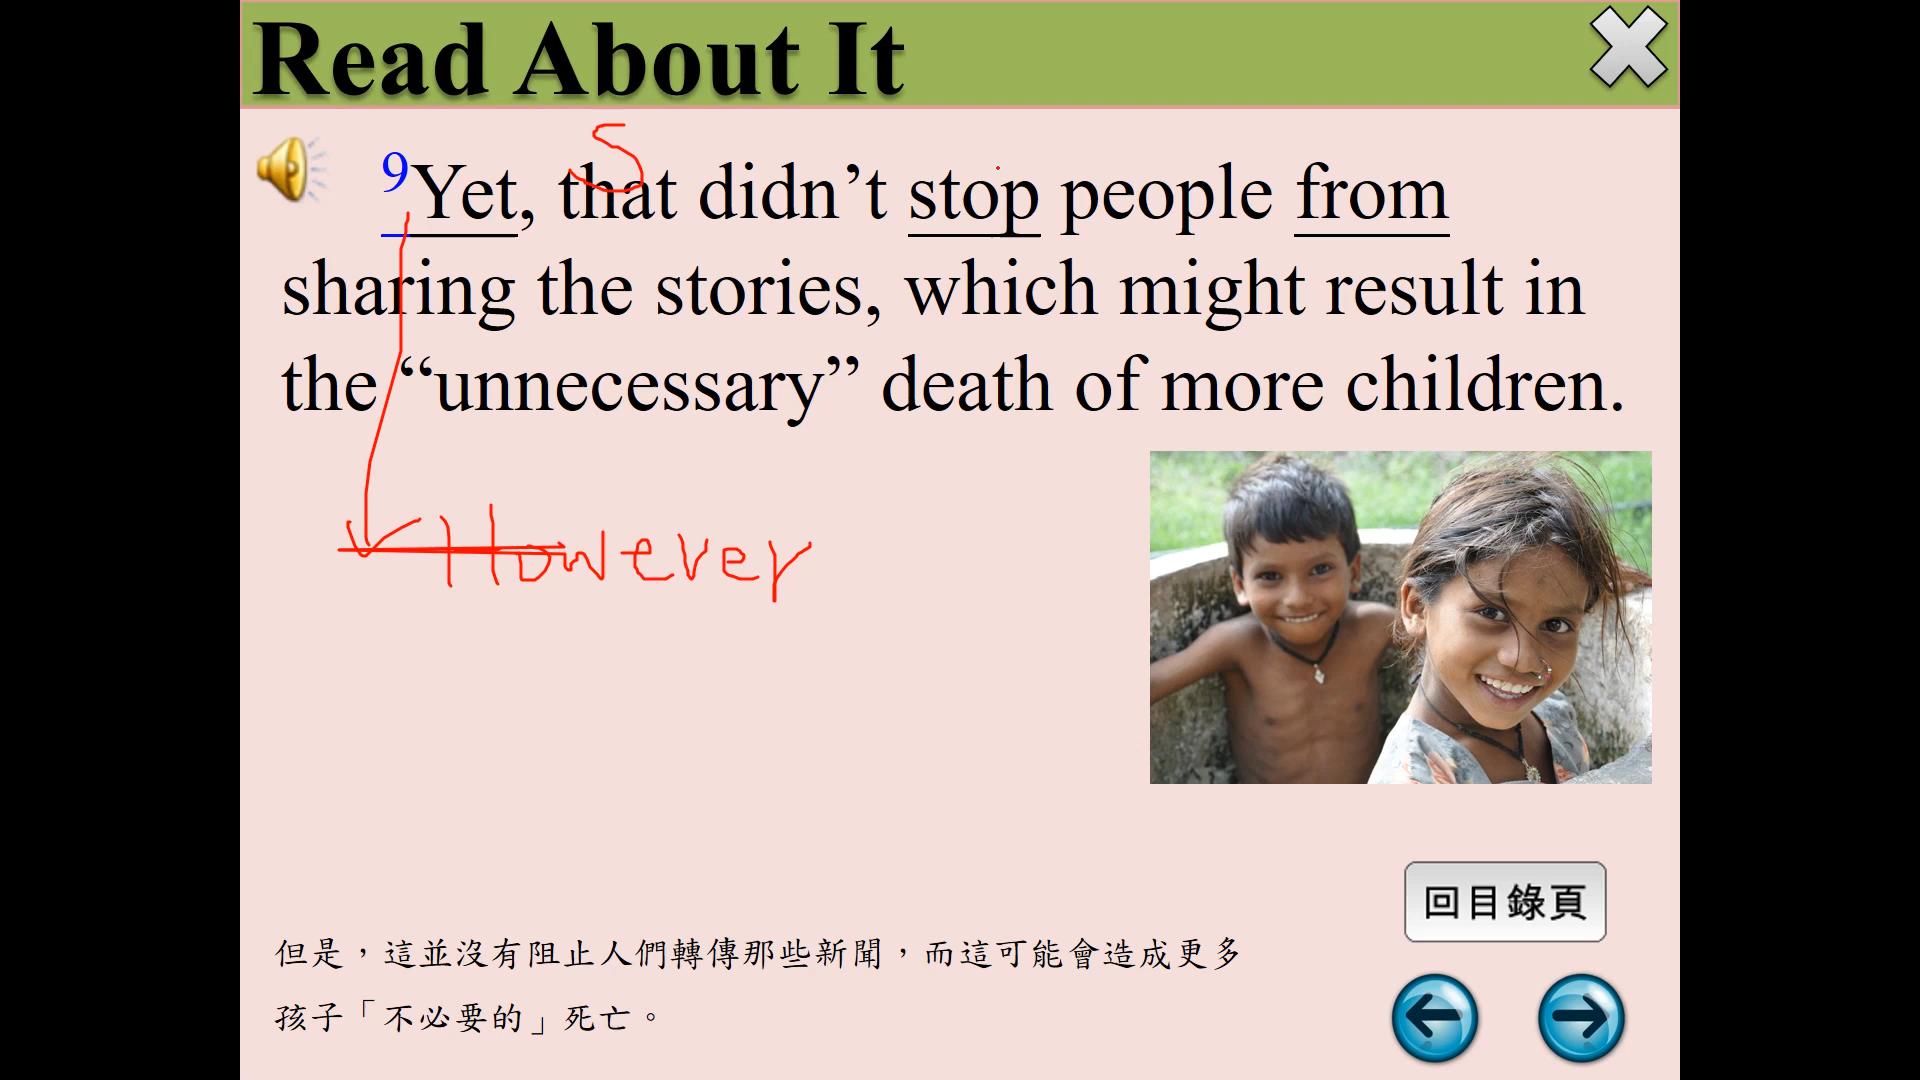 Read About It
S
9Yet, that didn’t stop people from
sharing the stories, which might result in
the “unnecessary” death of more children.
However
回目錄頁
但是，這並沒有阻止人們轉傳那些新聞，而這可能會造成更多
孩子「不必要的」死亡。